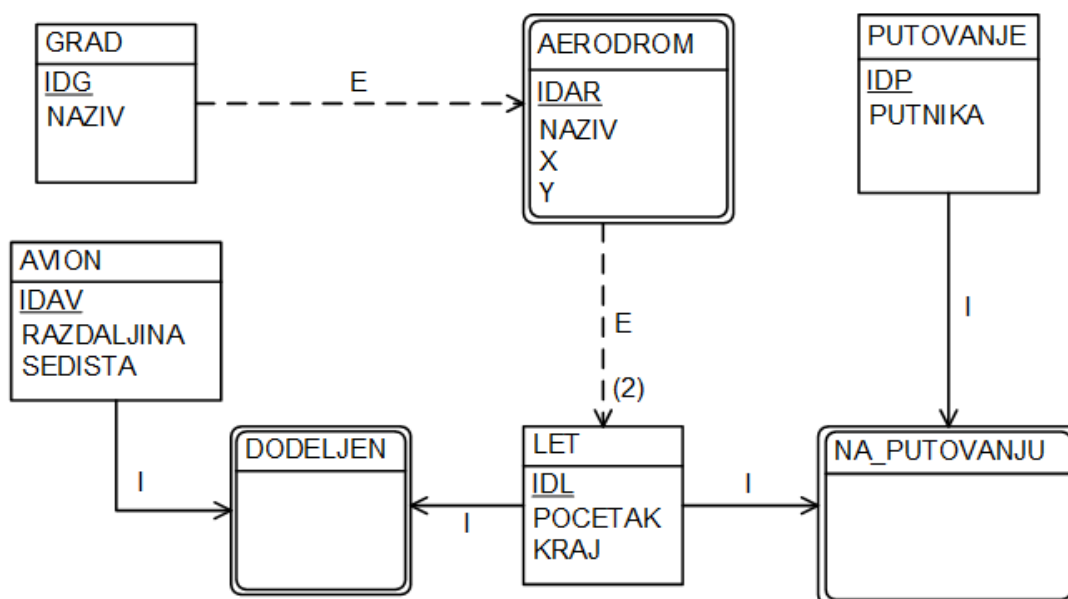 GRAD
IDG
NAZIV
E
AERODROM
IDAR
NAZIV
X
Y
PUTOVANJE
IDP
PUTNIKA
AVION
IDAV
RAZDALJINA
SEDISTA
E
(2)
I
I
DODELJEN
I
LET
IDL
POCETAK
KRAJ
I
NA_PUTOVANJU